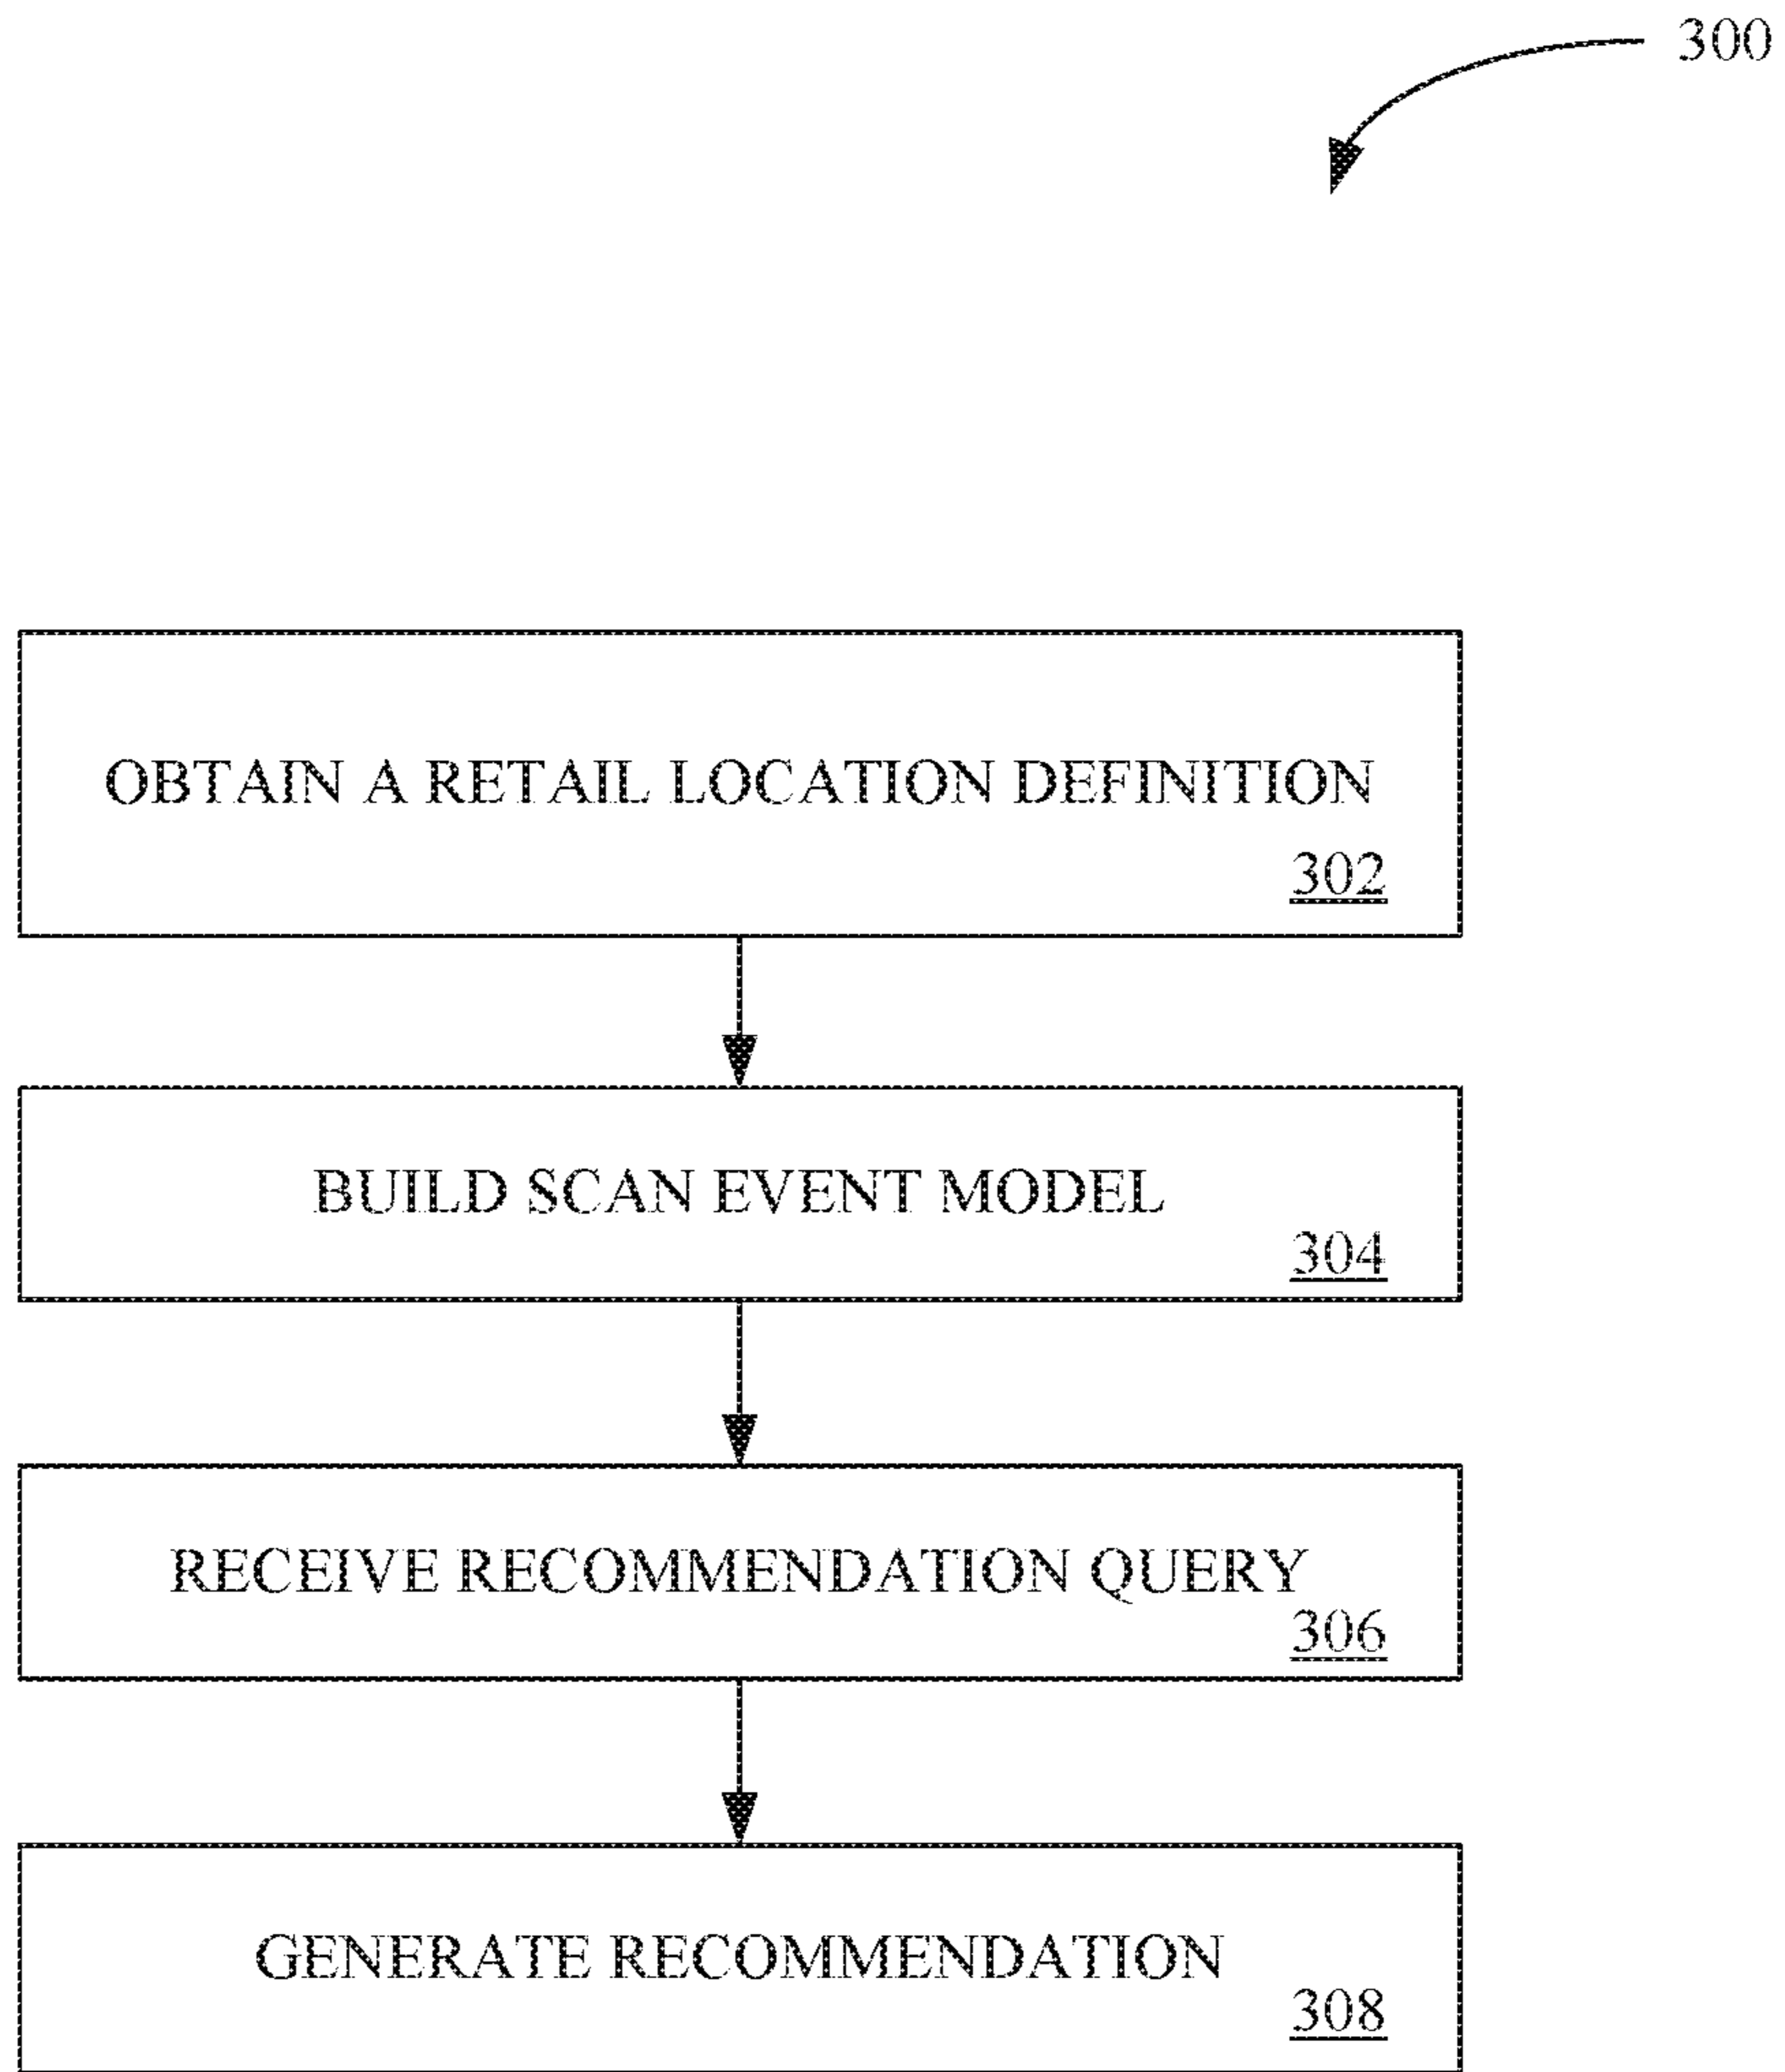 300
OBTAIN A RETAIL LOCATION DEFINITION
302
BUILD SCAN EVENT MODEL
304
RECEIVE RECOMMENDATION QUERY
306
GENERATE RECOMMENDATION
308